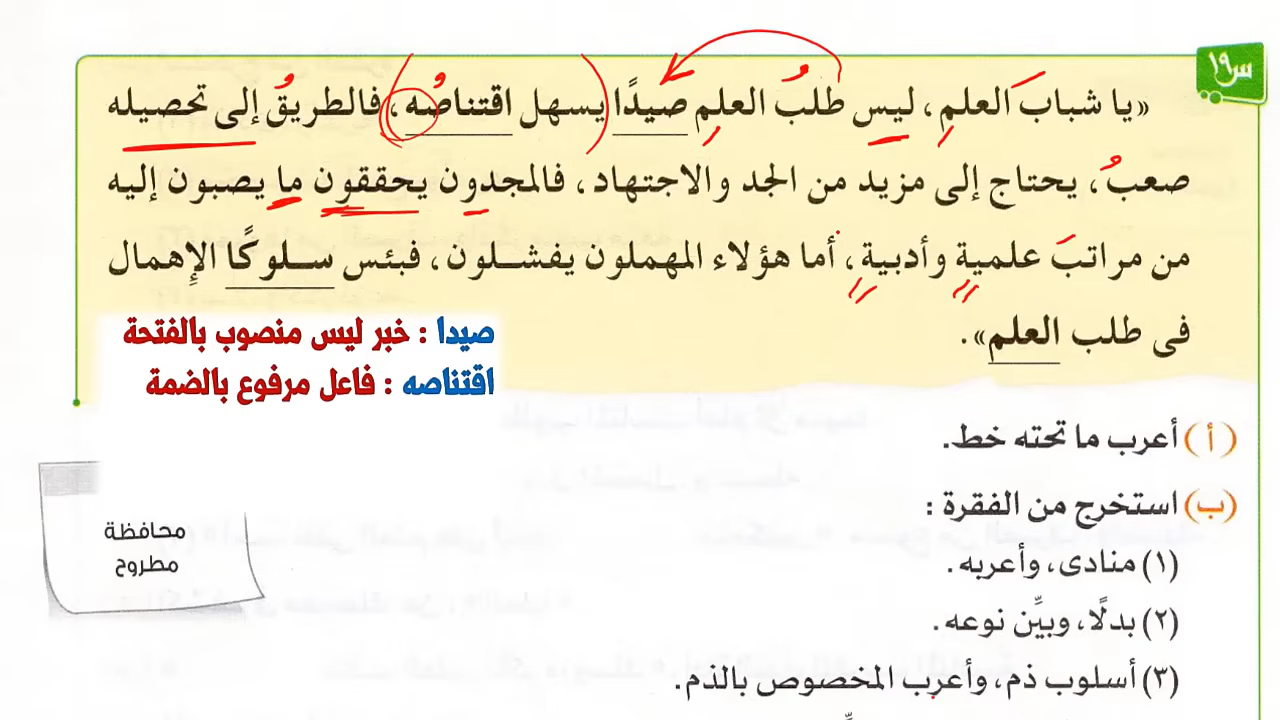 س١٩
«يا شبابَ العلمِ، ليس طلبُ العلمِ صيدًا يسهل اقتناصُه، فالطريقُ إلى تحصيله
صعبُ، يحتاج إلى مزيد من الجد والاجتهاد، فالمجدون يحققون ما يصبون إليه
من مراتبَ علميةٍ وأدبيةٍ، أما هؤلاء المهملون يفشلون، فبئس سلوكًا الإهمال
فى طلب العلم».
صيدا : خبر ليس منصوب بالفتحة
اقتناصه : فاعل مرفوع بالضمة
(أ) أعرب ما تحته خط.
(ب) استخرج من الفقرة :
(١) منادى، وأعربه.
(٢) بدلًا، وبيِّن نوعه.
(٣) أسلوب ذم، وأعرب المخصوص بالذم.
محافظة
مطروح